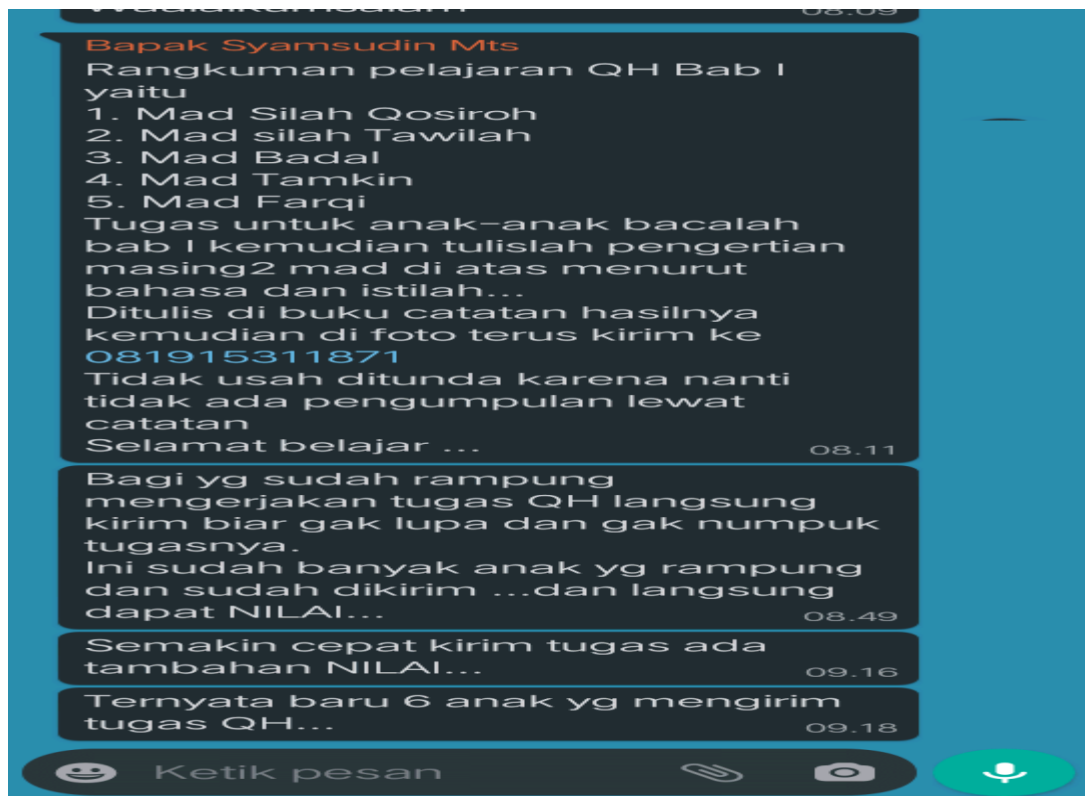 08.09
Bapak Syamsudin Mts
Rangkuman pelajaran QH Bab I
yaitu
1. Mad Silah Qosiroh
2. Mad silah Tawilah
3. Mad Badal
4. Mad Tamkin
5. Mad Farqi
Tugas untuk anak-anak bacalah
bab I kemudian tulislah pengertian
masing2 mad di atas menurut
bahasa dan istilah...
Ditulis di buku catatan hasilnya
kemudian di foto terus kirim ke
081915311871
Tidak usah ditunda karena nanti
tidak ada pengumpulan lewat
catatan
Selamat belajar ... 08.11
Bagi yg sudah rampung
mengerjakan tugas QH langsung
kirim biar gak lupa dan gak numpuk
tugasnya.
Ini sudah banyak anak yg rampung
dan sudah dikirim ...dan langsung
dapat NILAI... 08.49
Semakin cepat kirim tugas ada
tambahan NILAI... 09.16
Ternyata baru 6 anak yg mengirim
tugas QH... 09.18
Ketik pesan